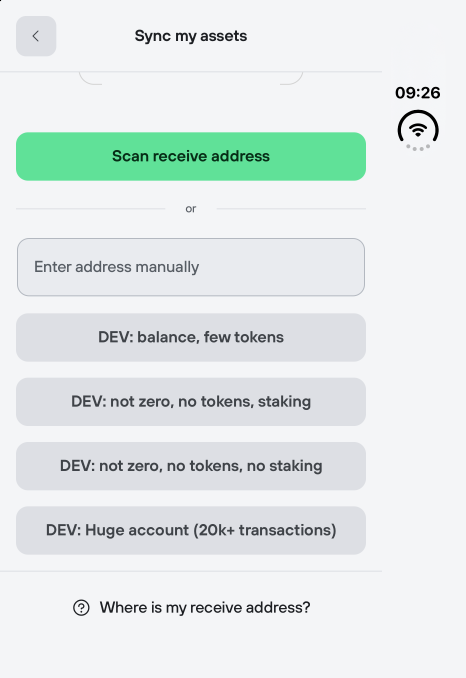 Sync my assets
09:26
Scan receive address
or
Enter address manually
DEV: balance, few tokens
DEV: not zero, no tokens, staking
DEV: not zero, no tokens, no staking
DEV: Huge account (20k+ transactions)
Where is my receive address?